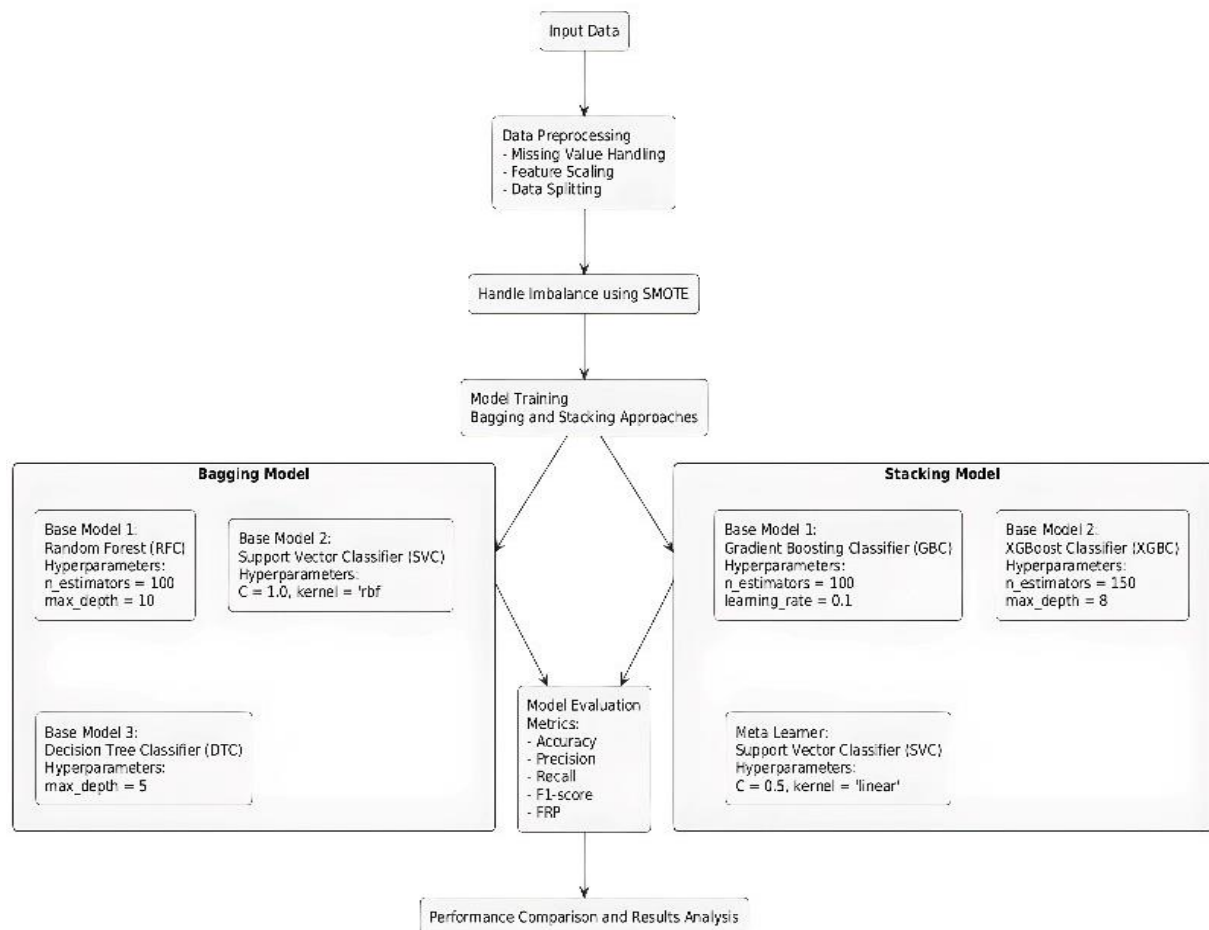 Input Data
Data Preprocessing
- Missing Value Handling
- Feature Scaling
- Data Splitting
Handle Imbalance using SMOTE
Model Training
Bagging and Stacking Approaches
Bagging Model
Base Model 1:
Random Forest (RFC)
Hyperparameters:
n_estimators = 100
max_depth = 10
Base Model 2:
Support Vector Classifier (SVC)
Hyperparameters:
C = 1.0, kernel = 'rbf
Base Model 3:
Decision Tree Classifier (DTC)
Hyperparameters:
max_depth = 5
Stacking Model
Base Model 1:
Gradient Boosting Classifier (GBC)
Hyperparameters:
n_estimators = 100
learning_rate = 0.1
Base Model 2:
XGBoost Classifier (XGBC)
Hyperparameters:
n_estimators = 150
max_depth = 8
Meta Learner:
Support Vector Classifier (SVC)
Hyperparameters:
C = 0.5, kernel = 'linear'
Model Evaluation
Metrics:
- Accuracy
- Precision
- Recall
- F1-score
- FRP
Performance Comparison and Results Analysis